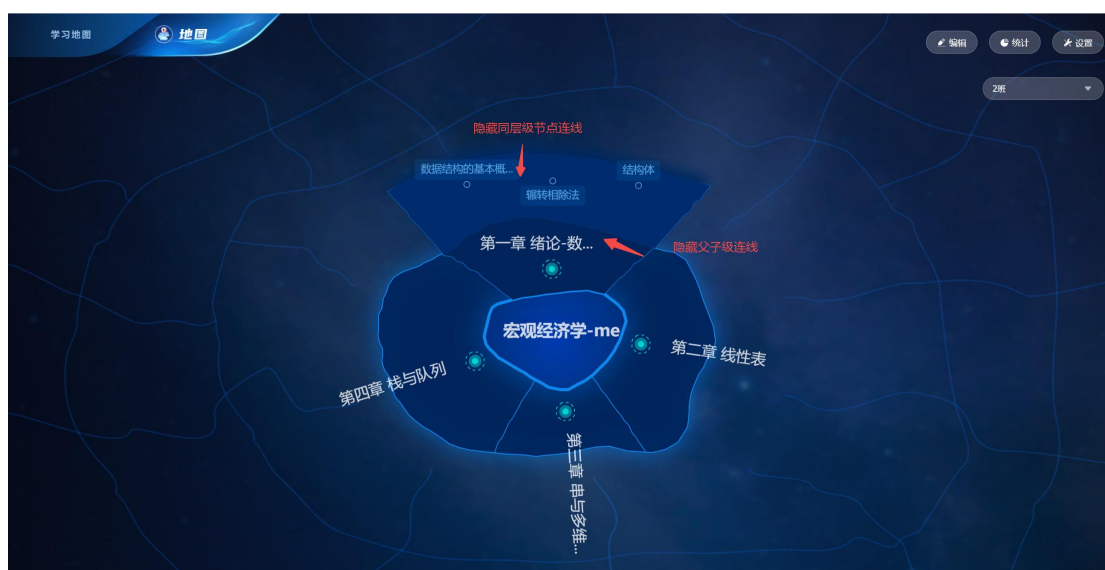 学习地图
地图
编辑
统计
设置
2班
隐藏同层级节点连线
数据结构的基本概...
结构体
辗转相除法
第一章 绪论-数...
隐藏父子级连线
宏观经济学-me
第二章 线性表
第四章 栈与队列
第三章 串与多维...